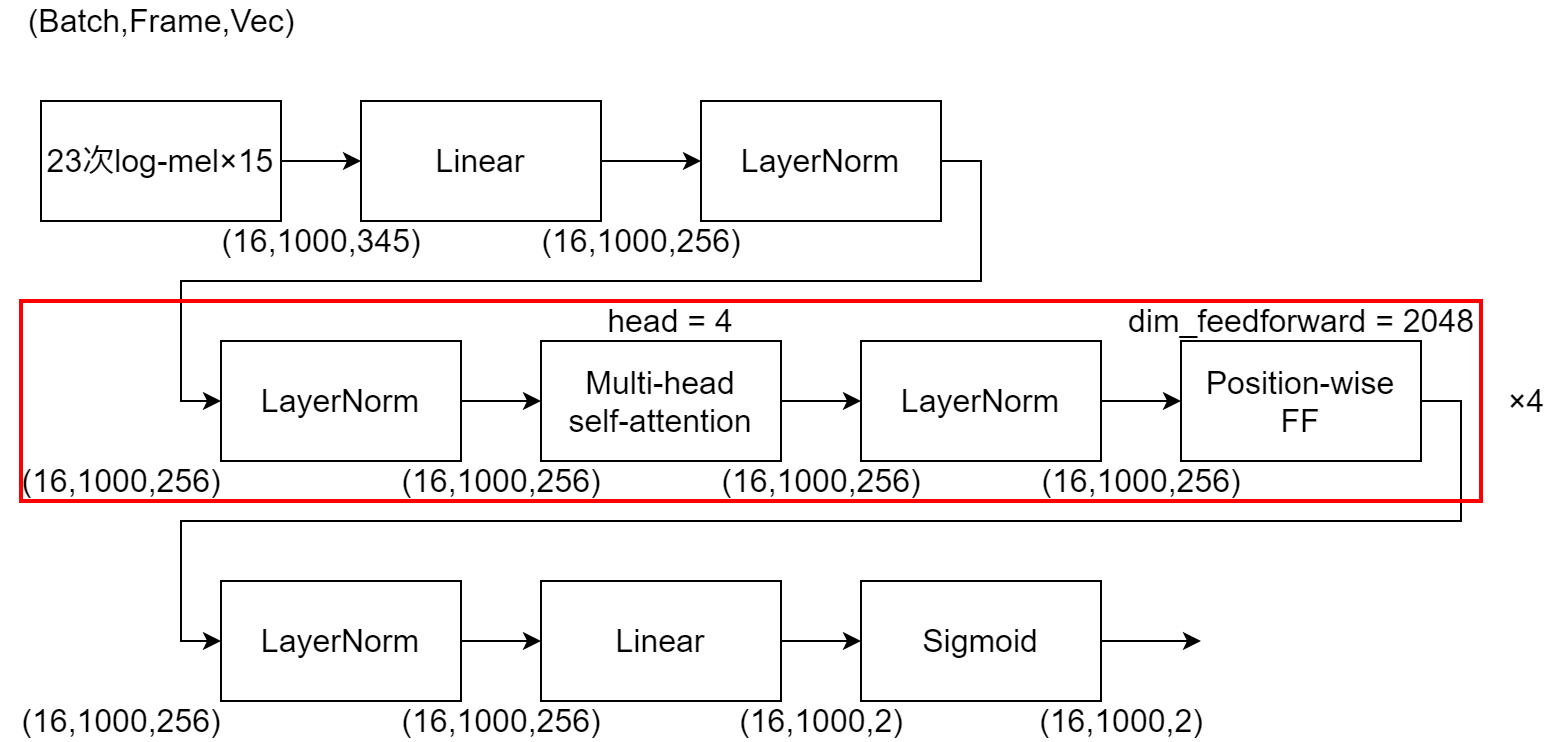 (Batch,Frame,Vec)
23次log-mel×15
Linear
LayerNorm
(16,1000,345)
(16,1000,256)
head = 4
dim_feedforward = 2048
LayerNorm
Multi-head
self-attention
LayerNorm
Position-wise
FF
×4
(16,1000,256)
(16,1000,256)
(16,1000,256)
(16,1000,256)
LayerNorm
Linear
Sigmoid
(16,1000,256)
(16,1000,256)
(16,1000,2)
(16,1000,2)